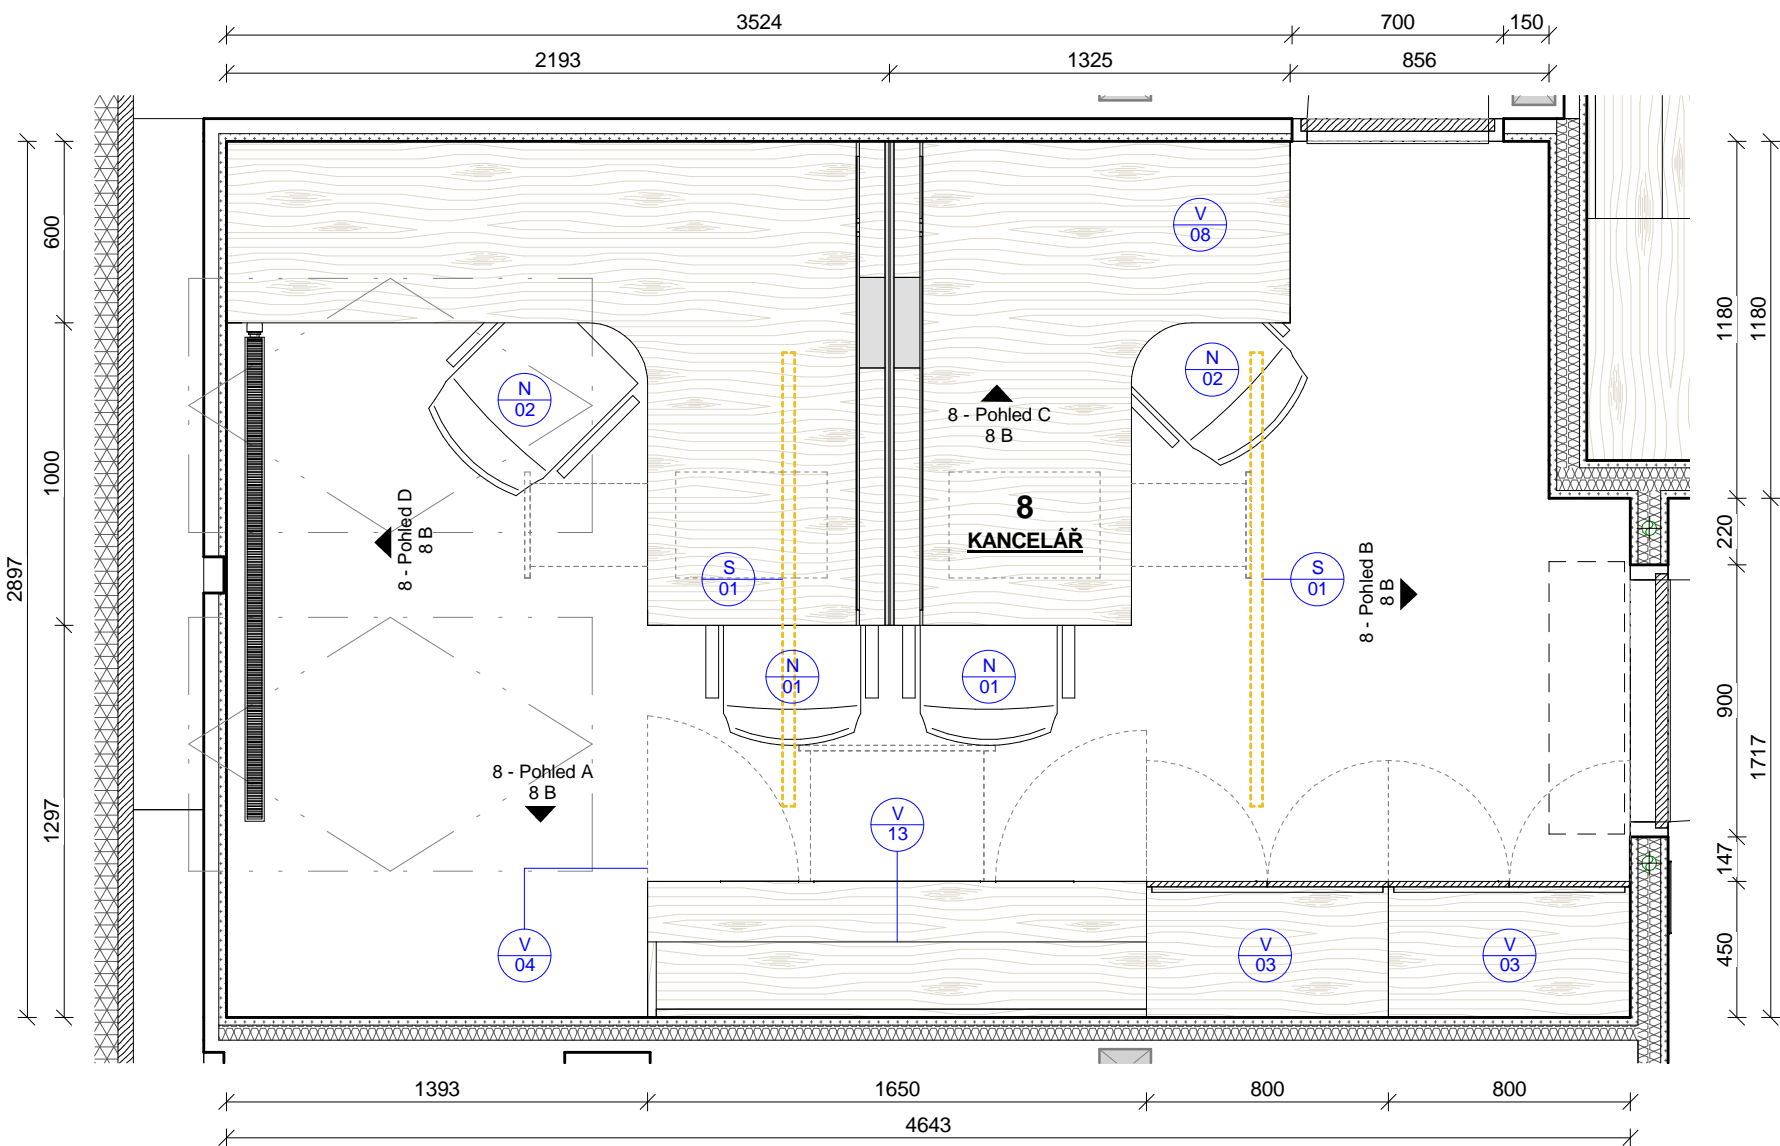 3524
700
150
2193
1325
856
600
1000
1297
2897
V
08
N
02
N
02
8 - Pohled C
8 B
8 - Pohled D
8 B
8
KANCELÁŘ
S
01
S
01
8 - Pohled B
8 B
N
01
N
01
8 - Pohled A
8 B
V
13
V
04
V
03
V
03
1180
1180
220
900
1717
147
450
1393
1650
800
800
4643